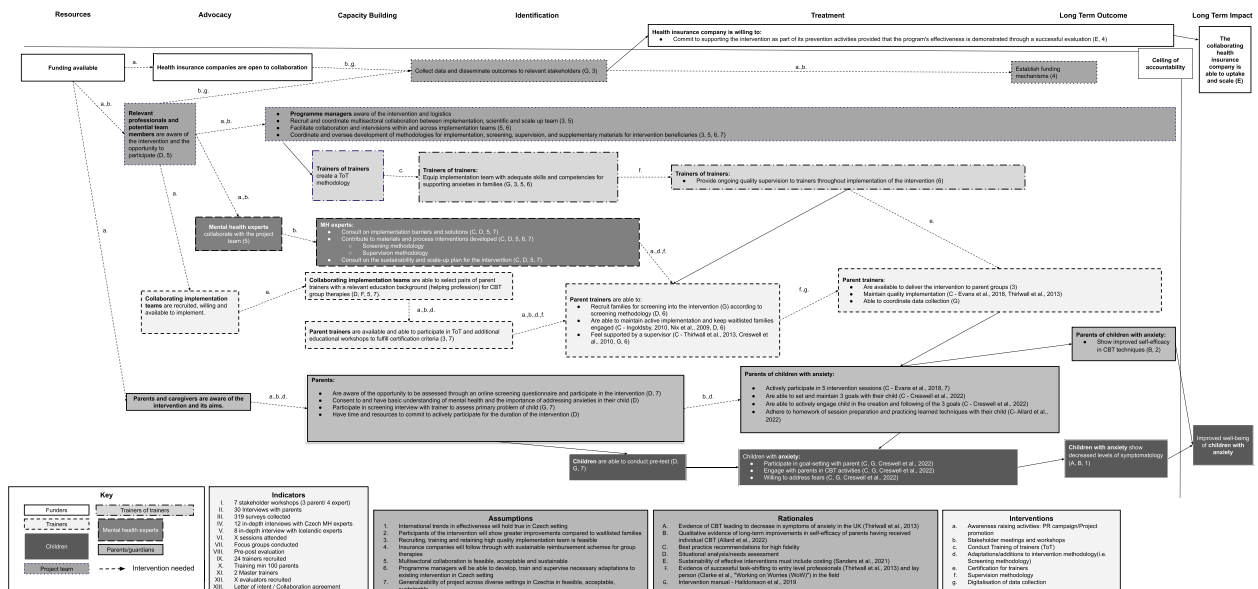 Resources
Advocacy
Capacity Building
Identification
Treatment
Long Term Outcome
Long Term Impact
Health insurance company is willing to:
● Commit to supporting the intervention as part of its prevention activities provided that the program's effectiveness is demonstrated through a successful evaluation (E, 4)
The
collaborating
health
insurance
company is
able to uptake
and scale (E)
Ceiling of
accountability
Funding available
a.
Health insurance companies are open to collaboration
b.,g.
Collect data and disseminate outcomes to relevant stakeholders (G, 3)
a.,b.
Establish funding
mechanisms (4)
b.,g.
a.,b.
Relevant
professionals and
potential team
members are aware of
the intervention and the
opportunity to
participate (D, 5)
a.,b.
● Programme managers aware of the intervention and logistics
● Recruit and coordinate multisectoral collaboration between implementation, scientific and scale up team (3, 5)
● Facilitate collaboration and intervisions within and across implementation teams (5, 6)
● Coordinate and oversee development of methodologies for implementation, screening, supervision, and supplementary materials for intervention beneficiaries (3, 5, 6, 7)
Trainers of trainers
create a ToT
methodology
c.
Trainers of trainers:
Equip implementation team with adequate skills and competencies for
supporting anxieties in families (G, 3, 5, 6)
f.
Trainers of trainers:
● Provide ongoing quality supervision to trainers throughout implementation of the intervention (6)
a.
a.,b.
e.
a.
Mental health experts
collaborate with the project
team (5)
b.
MH experts:
● Consult on implementation barriers and solutions (C, D, 5, 7)
● Contribute to materials and process interventions developed (C, D, 5, 6, 7)
○ Screening methodology
○ Supervision methodology
● Consult on the sustainability and scale-up plan for the intervention (C, D, 5, 7)
a.,d.,f.
Collaborating implementation
teams are recruited, willing and
available to implement.
a.
Collaborating implementation teams are able to select pairs of parent
trainers with a relevant education background (helping profession) for CBT
group therapies (D, F, 5, 7).
a.,b.,d.
Parent trainers are available and able to participate in ToT and additional
educational workshops to fulfill certification criteria (3, 7)
a.,b.,d.,f.
Parent trainers are able to:
● Recruit families for screening into the intervention (G) according to
screening methodology (D, 6)
● Are able to maintain active implementation and keep waitlisted families
engaged (C - Ingoldsby, 2010, Nix et al., 2009, D, 6)
● Feel supported by a supervisor (C - Thirlwall et al., 2013, Creswell et
al., 2010, G, 6)
f.,g.
Parent trainers:
● Are available to deliver the intervention to parent groups (3)
● Maintain quality implementation (C - Evans et al., 2018, Thirlwall et al., 2013)
● Able to coordinate data collection (G)
Parents of children with anxiety:
● Show improved self-efficacy
in CBT techniques (B, 2)
Parents and caregivers are aware of the
intervention and its aims.
a.,b.,d.
Parents:
● Are aware of the opportunity to be assessed through an online screening questionnaire and participate in the intervention (D, 7)
● Consent to and have basic understanding of mental health and the importance of addressing anxieties in their child (D)
● Participate in screening interview with trainer to assess primary problem of child (G, 7)
● Have time and resources to commit to actively participate for the duration of the intervention (D)
b.,d.
Parents of children with anxiety:
● Actively participate in 5 intervention sessions (C - Evans et al., 2018, 7)
● Are able to set and maintain 3 goals with their child (C - Creswell et al., 2022)
● Are able to actively engage child in the creation and following of the 3 goals (C - Creswell et al., 2022)
● Adhere to homework of session preparation and practicing learned techniques with their child (C- Allard et al.,
2022)
Children are able to conduct pre-test (D,
G, 7)
Children with anxiety:
● Participate in goal-setting with parent (C, G, Creswell et al., 2022)
● Engage with parents in CBT activities (C, G, Creswell et al., 2022)
● Willing to address fears (C, G, Creswell et al., 2022)
Children with anxiety show
decreased levels of symptomatology
(A, B, 1)
Improved well-being
of children with
anxiety
Key
Funders
Trainers of trainers
Trainers
Mental health experts
Children
Parents/guardians
Project team
Intervention needed
Indicators
I. 7 stakeholder workshops (3 parent/ 4 expert)
II. 30 Interviews with parents
III. 319 surveys collected
IV. 12 in-depth interviews with Czech MH experts
V. 8 in-depth interview with Icelandic experts
VI. X sessions attended
VII. Focus groups conducted
VIII. Pre-post evaluation
IX. 24 trainers recruited
X. Training min 100 parents
XI. 2 Master trainers
XII. X evaluators recruited
XIII. Letter of intent / Collaboration agreement
Assumptions
1. International trends in effectiveness will hold true in Czech setting
2. Participants of the intervention will show greater improvements compared to waitlisted families
3. Recruiting, training and retaining high quality implementation team is feasible
4. Insurance companies will follow through with sustainable reimbursement schemes for group
therapies
5. Multisectoral collaboration is feasible, acceptable and sustainable
6. Programme managers will be able to develop, train and supervise necessary adaptations to
existing intervention in Czech setting
7. Generalizability of project across diverse settings in Czechia in feasible, acceptable,
Rationales
A. Evidence of CBT leading to decrease in symptoms of anxiety in the UK (Thirlwall et al., 2013)
B. Qualitative evidence of long-term improvements in self-efficacy of parents having received
individual CBT (Allard et al., 2022)
C. Best practice recommendations for high fidelity
D. Situational analysis/needs assessment
E. Sustainability of effective interventions must include costing (Sanders et al., 2021)
F. Evidence of successful task-shifting to entry level professionals (Thirlwall et al., 2013) and lay
person (Clarke et al., "Working on Worries (WoW)") in the field
G. Intervention manual - Halldorsson et al., 2019
Interventions
a. Awareness raising activities: PR campaign/Project
promotion
b. Stakeholder meetings and workshops
c. Conduct Training of trainers (ToT)
d. Adaptations/additions to intervention methodology(i.e.
Screening methodology)
e. Certification for trainers
f. Supervision methodology
g. Digitalisation of data collection